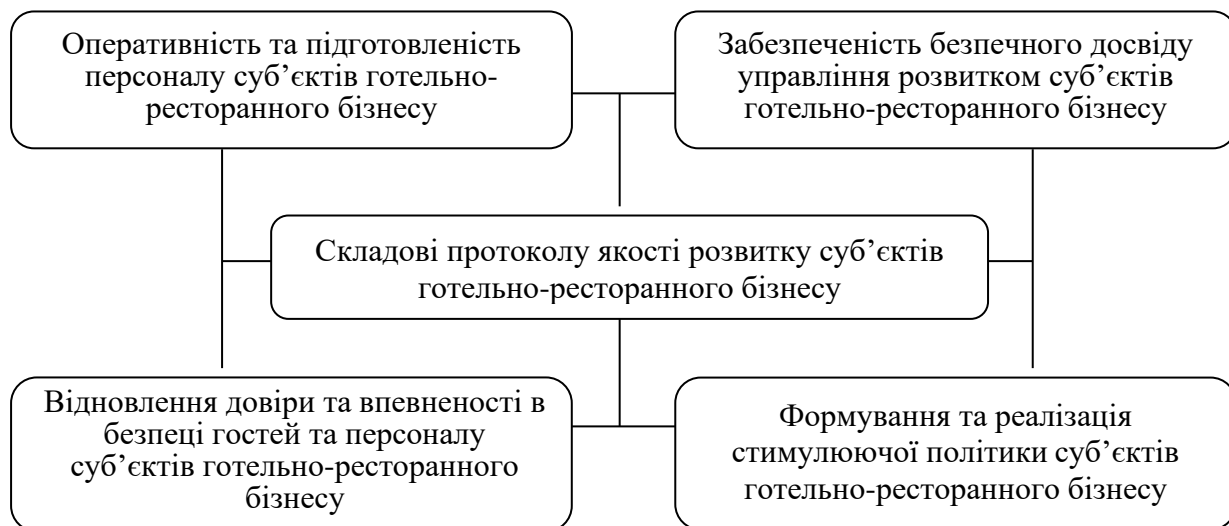 Оперативність та підготовленість
персоналу суб’єктів готельно-
ресторанного бізнесу
Забезпеченість безпечного досвіду
управління розвитком суб’єктів
готельно-ресторанного бізнесу
Складові протоколу якості розвитку суб’єктів
готельно-ресторанного бізнесу
Відновлення довіри та впевненості в
безпеці гостей та персоналу
суб’єктів готельно-ресторанного
бізнесу
Формування та реалізація
стимулюючої політики суб’єктів
готельно-ресторанного бізнесу